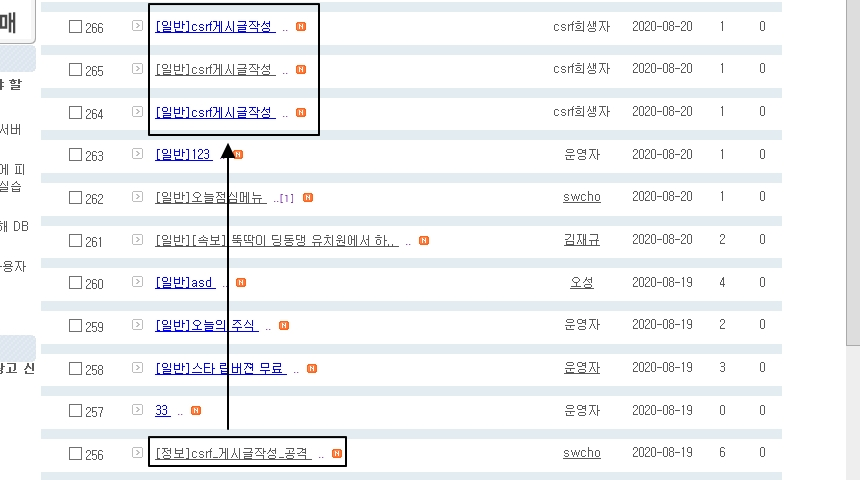 매
266 [일반]csrf게시글작성 .. N csrf희생자 2020-08-20 1 0
265 [일반]csrf게시글작성 .. N csrf희생자 2020-08-20 1 0
야 할
264 [일반]csrf게시글작성 .. N csrf희생자 2020-08-20 1 0
서버
263 [일반]123 N 운영자 2020-08-20 1 0
에 피
실습
262 [일반]오늘점심메뉴 ..[1] N swcho 2020-08-20 1 0
해 DB
261 [일반][속보] 뚝딱이 딩동댕 유치원에서 하.. .. N 김재규 2020-08-20 2 0
사용자
260 [일반]asd .. N 오성 2020-08-19 4 0
259 [일반]오늘의 주식 .. N 운영자 2020-08-19 2 0
258 [일반]스타 립버젼 무료 .. N 운영자 2020-08-19 3 0
광고 신
257 33 .. N 운영자 2020-08-19 0 0
256 [정보]csrf_게시글작성_공격 .. N swcho 2020-08-19 6 0